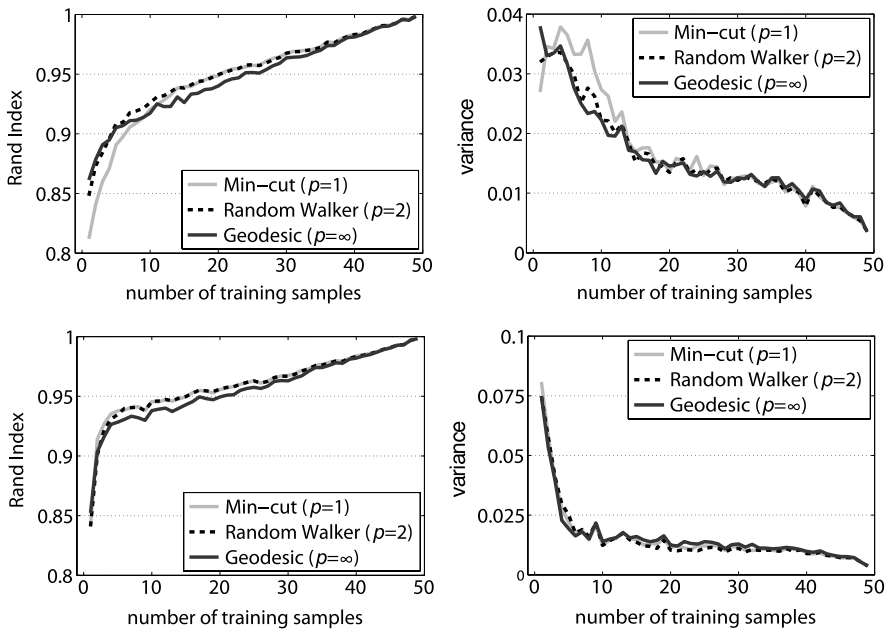 1
0.95
0.9
0.85
0.8
Rand Index
Min−cut (p=1)
Random Walker (p=2)
Geodesic (p=∞)
0 10 20 30 40 50
number of training samples
0.04
0.03
0.02
0.01
0
variance
Min−cut (p=1)
Random Walker (p=2)
Geodesic (p=∞)
0 10 20 30 40 50
number of training samples
1
0.95
0.9
0.85
0.8
Rand Index
Min−cut (p=1)
Random Walker (p=2)
Geodesic (p=∞)
0 10 20 30 40 50
number of training samples
0.1
0.075
0.05
0.025
0
variance
Min−cut (p=1)
Random Walker (p=2)
Geodesic (p=∞)
0 10 20 30 40 50
number of training samples